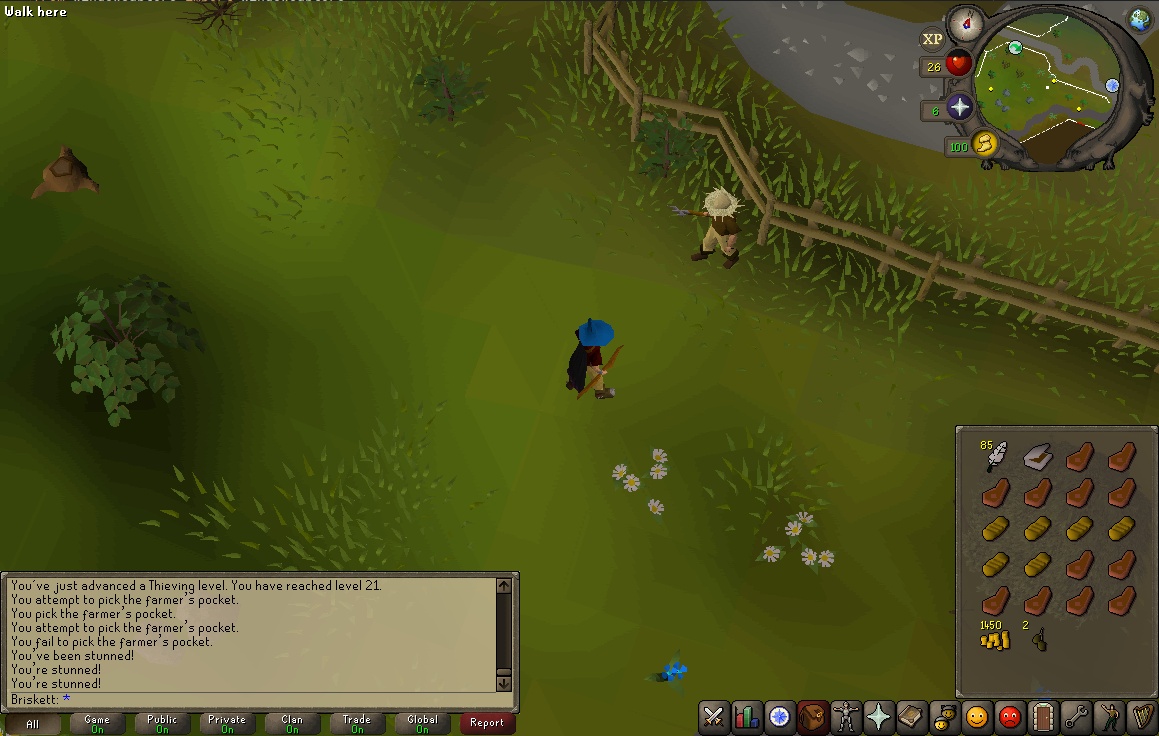 Walk here
XP
26
6
100
85
1450
2
You've just advanced a Thieving level. You have reached level 21.
You attempt to pick the farmer's pocket.
You pick the farmer's pocket.
You attempt to pick the farmer's pocket.
You fail to pick the farmer's pocket.
You've been stunned!
You're stunned!
You're stunned!
Briskett: *
All
Game
On
Public
On
Private
On
Clan
On
Trade
On
Global
On
Report